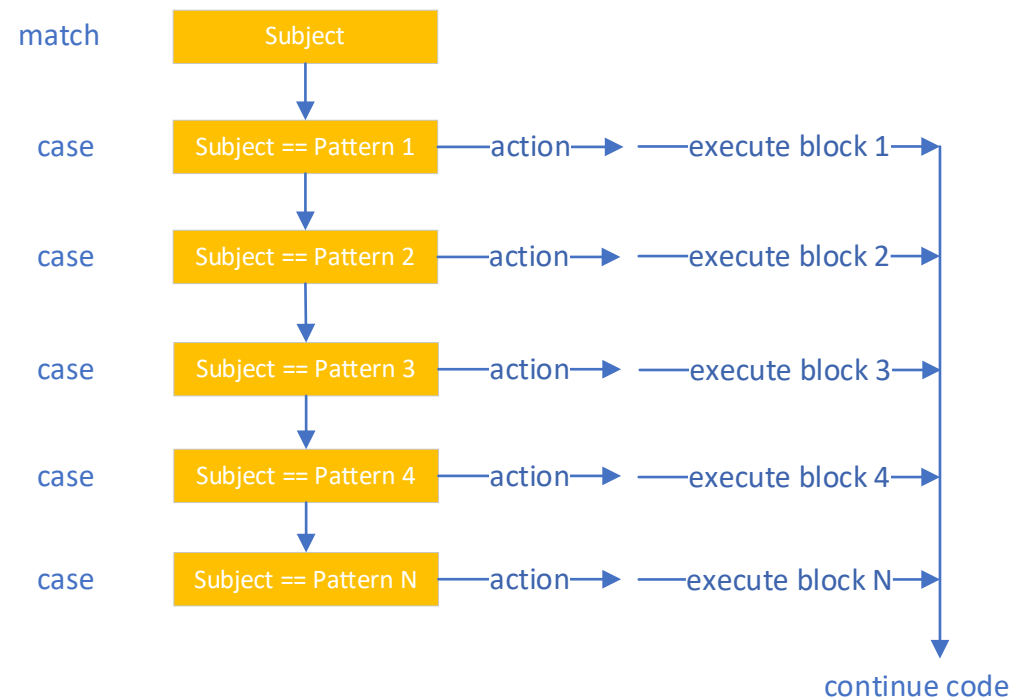 match Subject
case Subject == Pattern 1 action execute block 1
case Subject == Pattern 2 action execute block 2
case Subject == Pattern 3 action execute block 3
case Subject == Pattern 4 action execute block 4
case Subject == Pattern N action execute block N
continue code